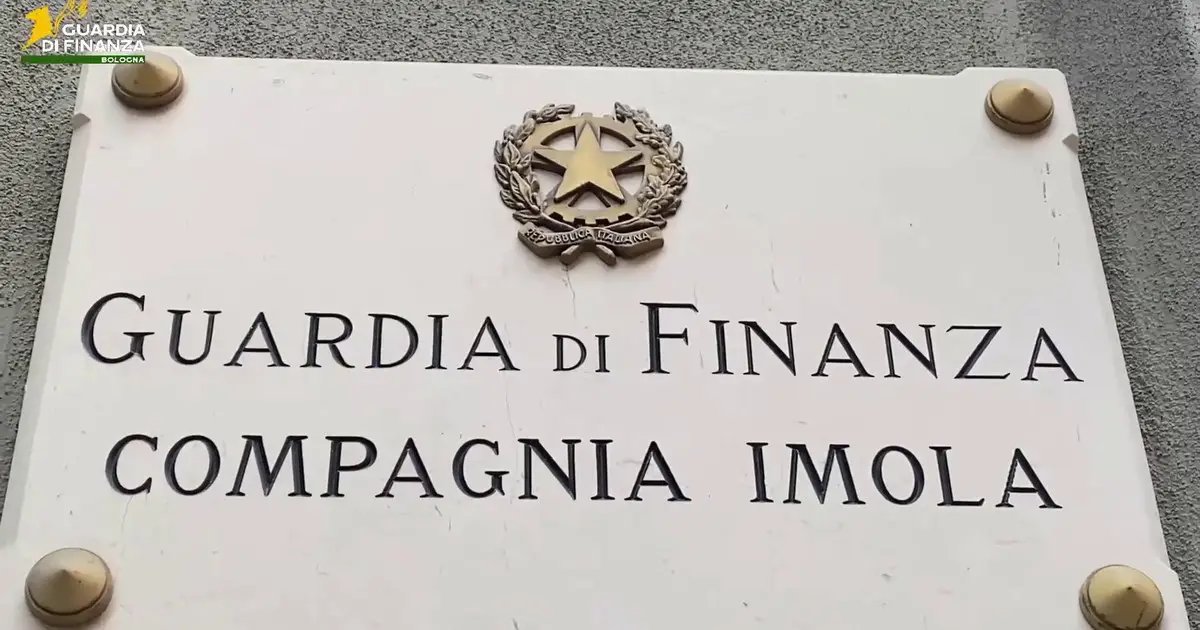 GUARDIA
DI FINANZA
BOLOGNA
REPUBBLICA ITALIANA
GUARDIA DI FINANZA
COMPAGNIA IMOLA